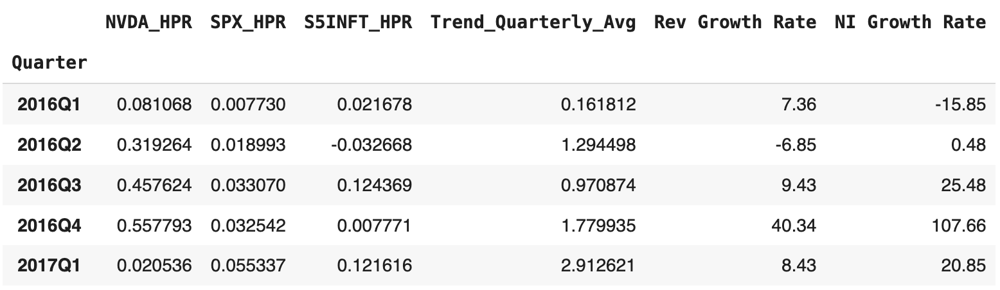 NVDA_HPR SPX_HPR S5INFT_HPR Trend_Quarterly_Avg Rev Growth Rate NI Growth Rate
Quarter
2016Q1 0.081068 0.007730 0.021678 0.161812 7.36 -15.85
2016Q2 0.319264 0.018993 -0.032668 1.294498 -6.85 0.48
2016Q3 0.457624 0.033070 0.124369 0.970874 9.43 25.48
2016Q4 0.557793 0.032542 0.007771 1.779935 40.34 107.66
2017Q1 0.020536 0.055337 0.121616 2.912621 8.43 20.85